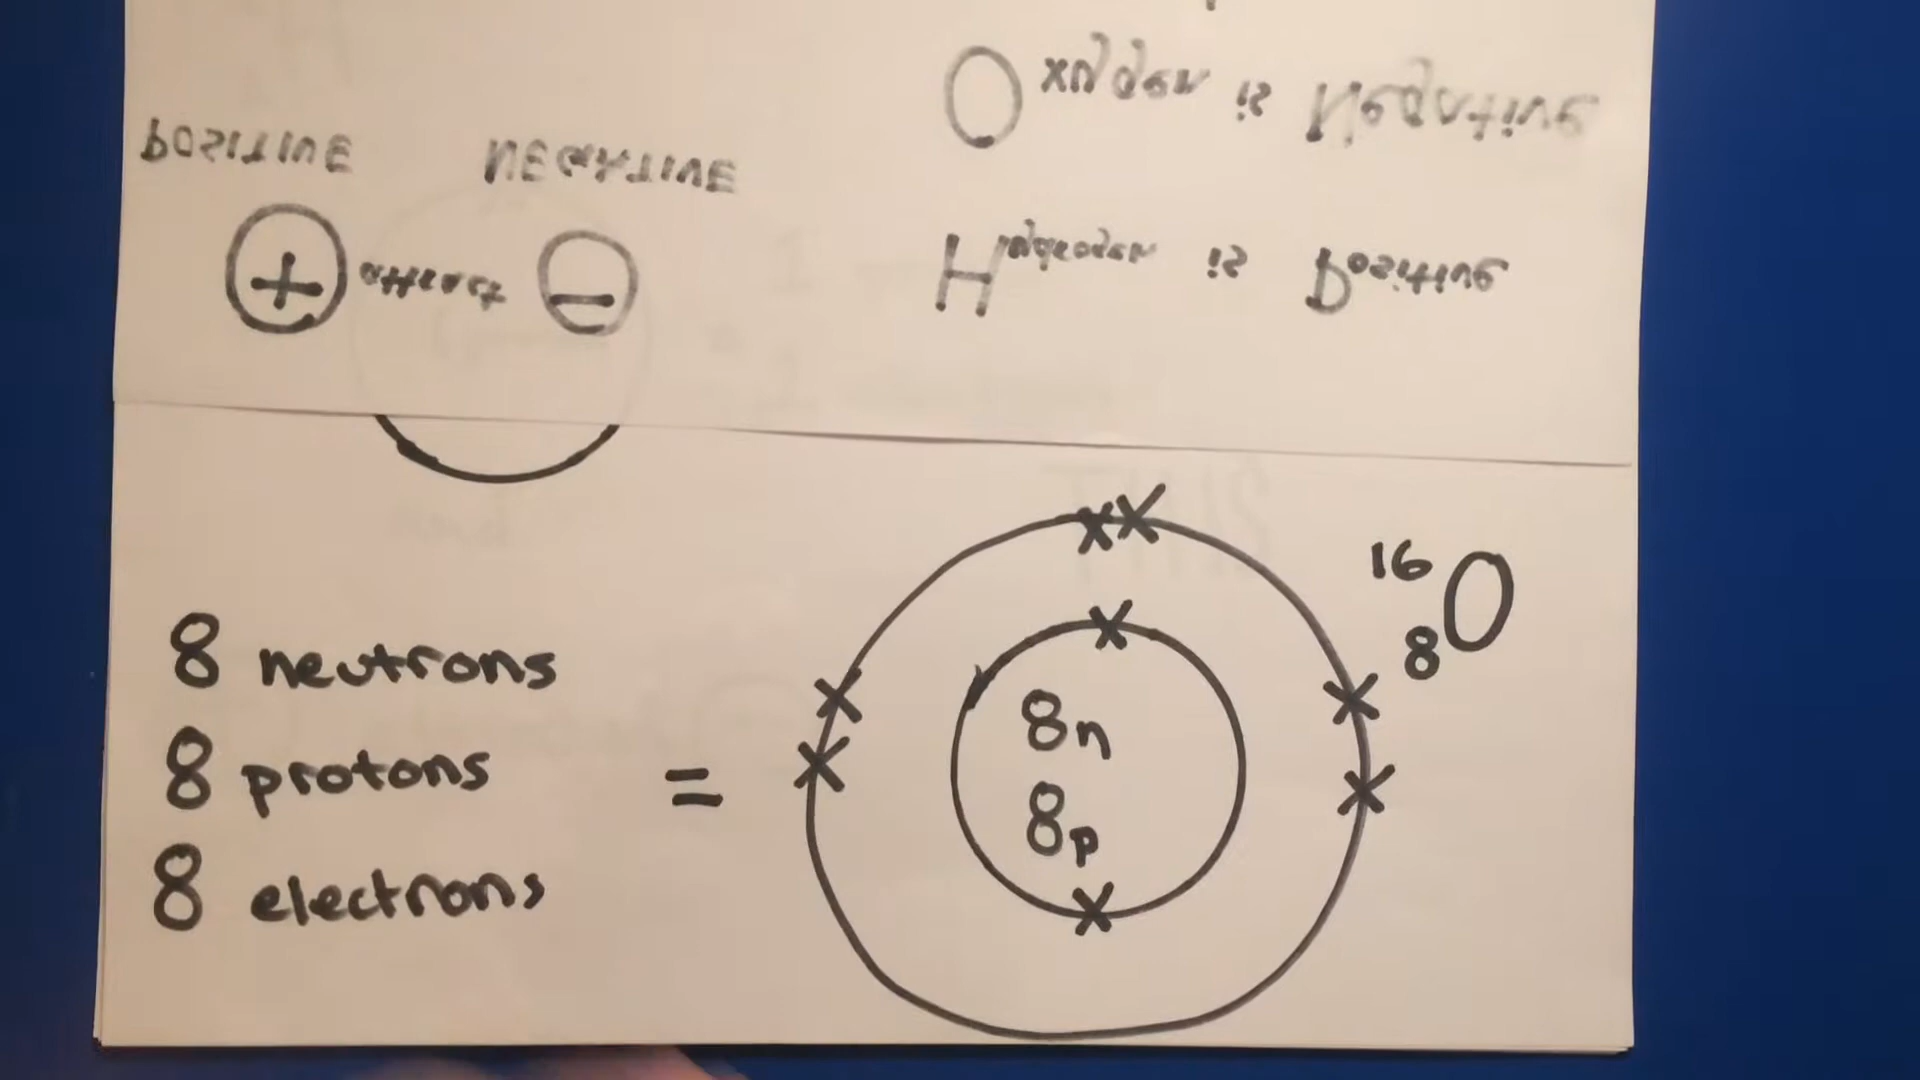 Oxygen is Negative
POSITIVE NEGATIVE
Hydrogen is Positive
+ attract −
16
8 O
8 neutrons
8n
8 protons =
8p
8 electrons